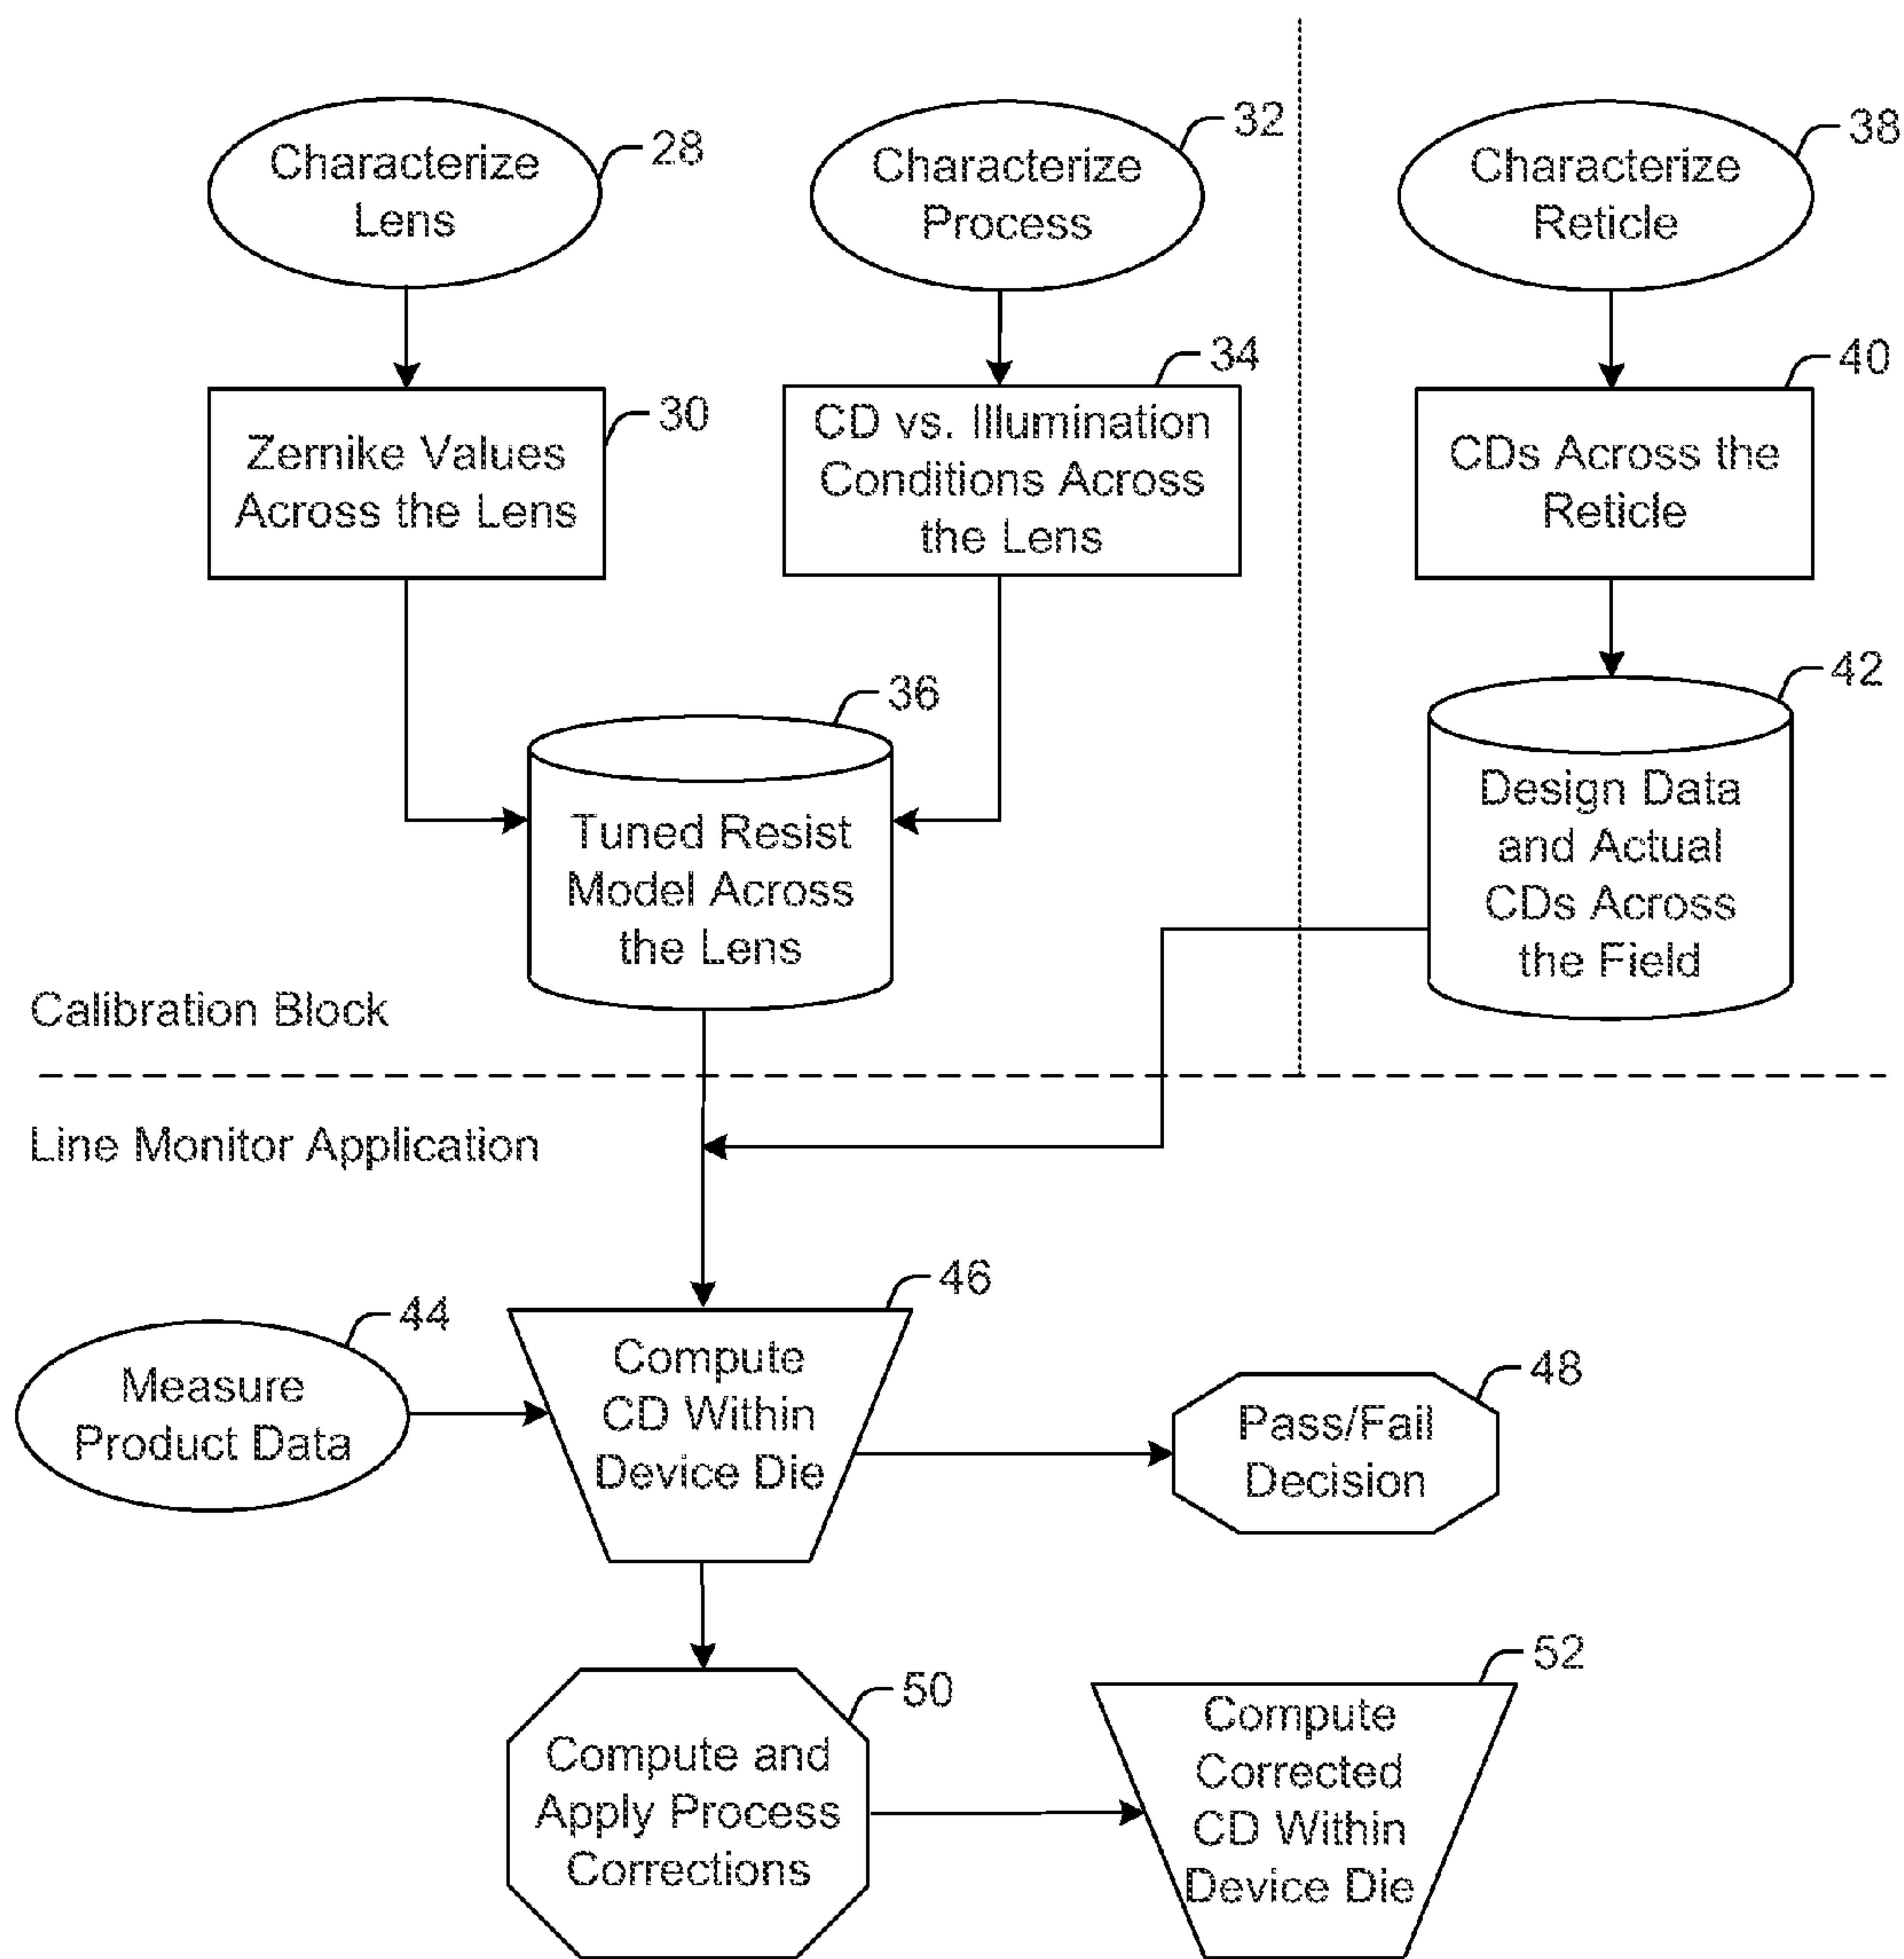 Characterize
Lens
28
Characterize
Process
32
Characterize
Reticle
38
Zernike Values
Across the Lens
30
CD vs. Illumination
Conditions Across
the Lens
34
CDs Across the
Reticle
40
Tuned Resist
Model Across
the Lens
36
Design Data
and Actual
CDs Across
the Field
42
Calibration Block
Line Monitor Application
Measure
Product Data
44
Compute
CD Within
Device Die
46
Pass/Fail
Decision
48
Compute and
Apply Process
Corrections
50
Compute
Corrected
CD Within
Device Die
52